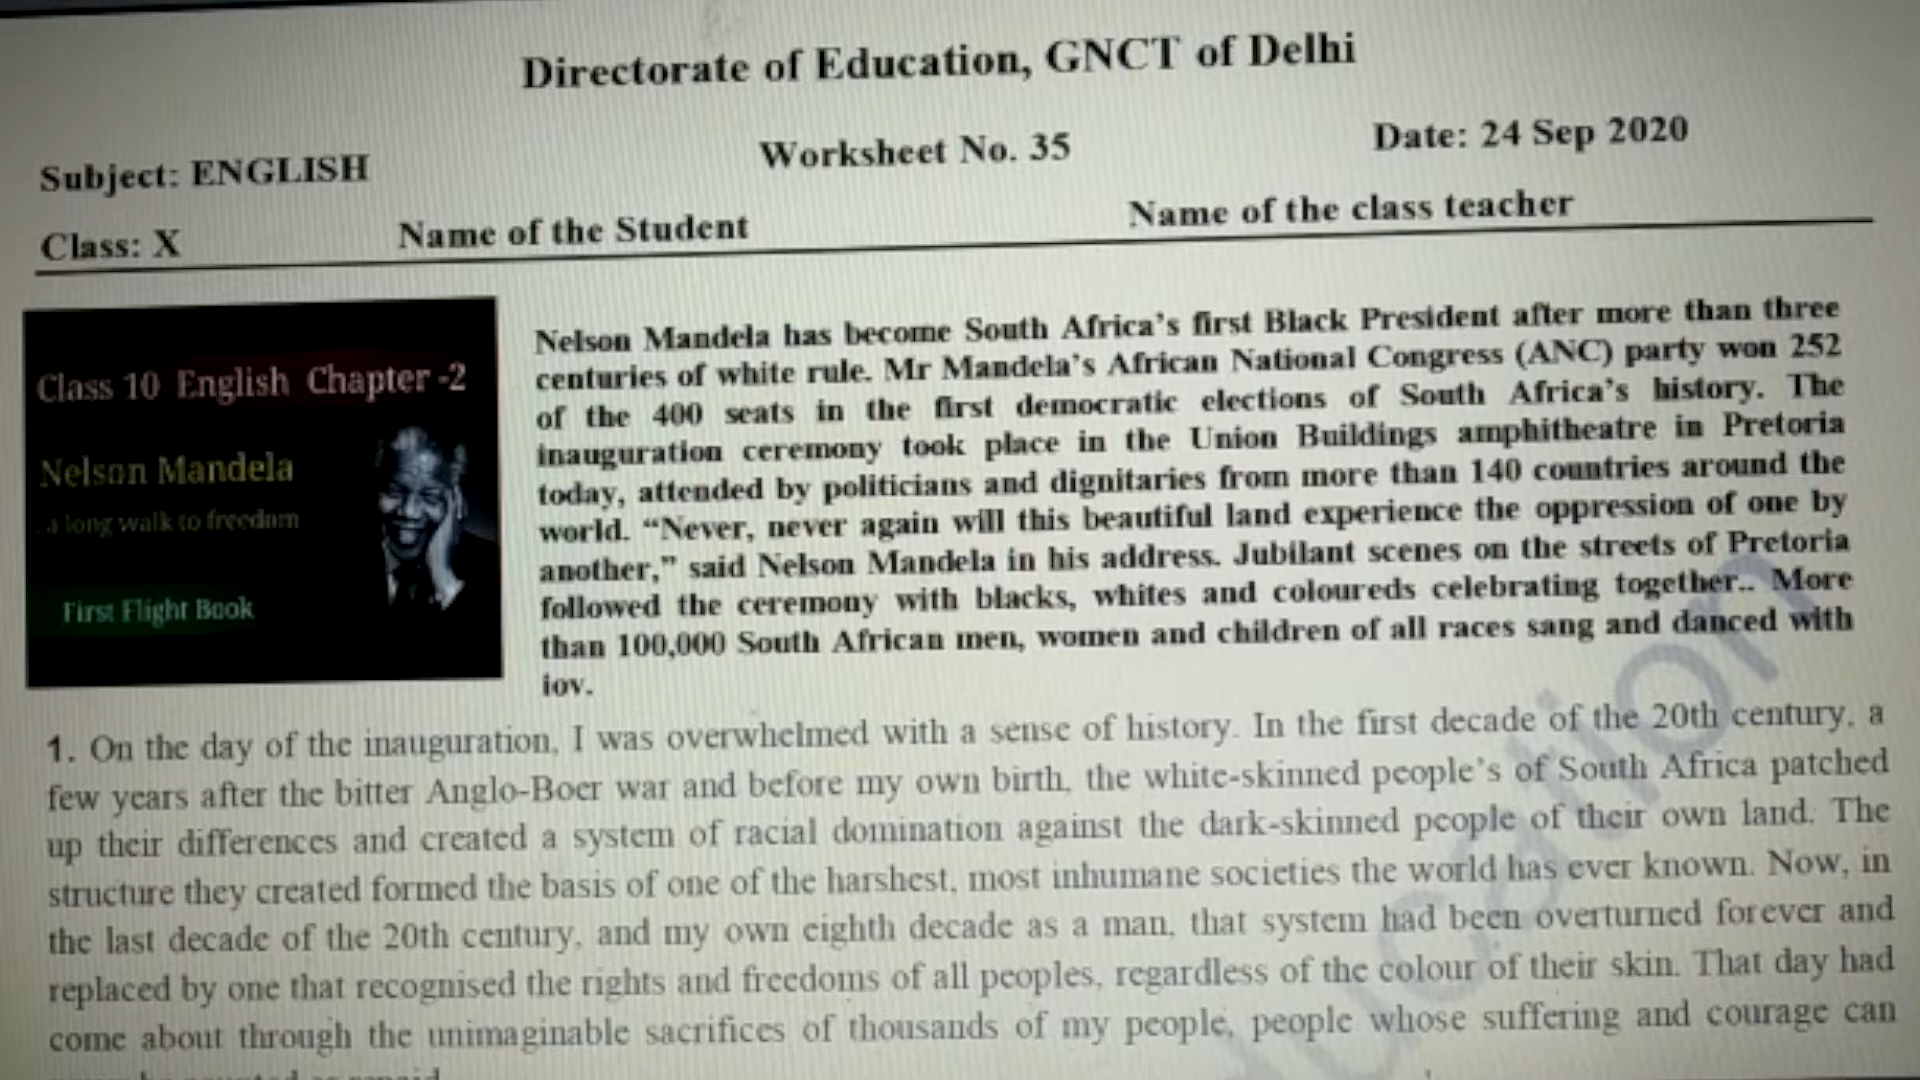 Directorate of Education, GNCT of Delhi
Subject: ENGLISH Worksheet No. 35 Date: 24 Sep 2020
Class: X Name of the Student Name of the class teacher
Class 10 English Chapter -2
Nelson Mandela
: a long walk to freedom
First Flight Book
Nelson Mandela has become South Africa's first Black President after more than three
centuries of white rule. Mr Mandela's African National Congress (ANC) party won 252
of the 400 seats in the first democratic elections of South Africa's history. The
inauguration ceremony took place in the Union Buildings amphitheatre in Pretoria
today, attended by politicians and dignitaries from more than 140 countries around the
world. “Never, never again will this beautiful land experience the oppression of one by
another,” said Nelson Mandela in his address. Jubilant scenes on the streets of Pretoria
followed the ceremony with blacks, whites and coloureds celebrating together.. More
than 100,000 South African men, women and children of all races sang and danced with
joy.
1. On the day of the inauguration, I was overwhelmed with a sense of history. In the first decade of the 20th century, a
few years after the bitter Anglo-Boer war and before my own birth, the white-skinned people's of South Africa patched
up their differences and created a system of racial domination against the dark-skinned people of their own land. The
structure they created formed the basis of one of the harshest, most inhumane societies the world has ever known. Now, in
the last decade of the 20th century, and my own eighth decade as a man, that system had been overturned forever and
replaced by one that recognised the rights and freedoms of all peoples, regardless of the colour of their skin. That day had
come about through the unimaginable sacrifices of thousands of my people, people whose suffering and courage can